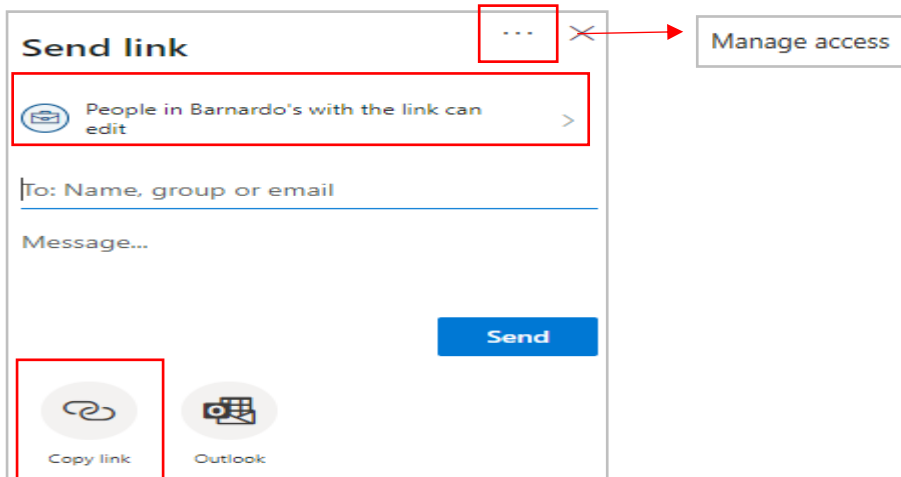 Send link
...
Manage access
People in Barnardo's with the link can
edit
To: Name, group or email
Message...
Send
Copy link
Outlook